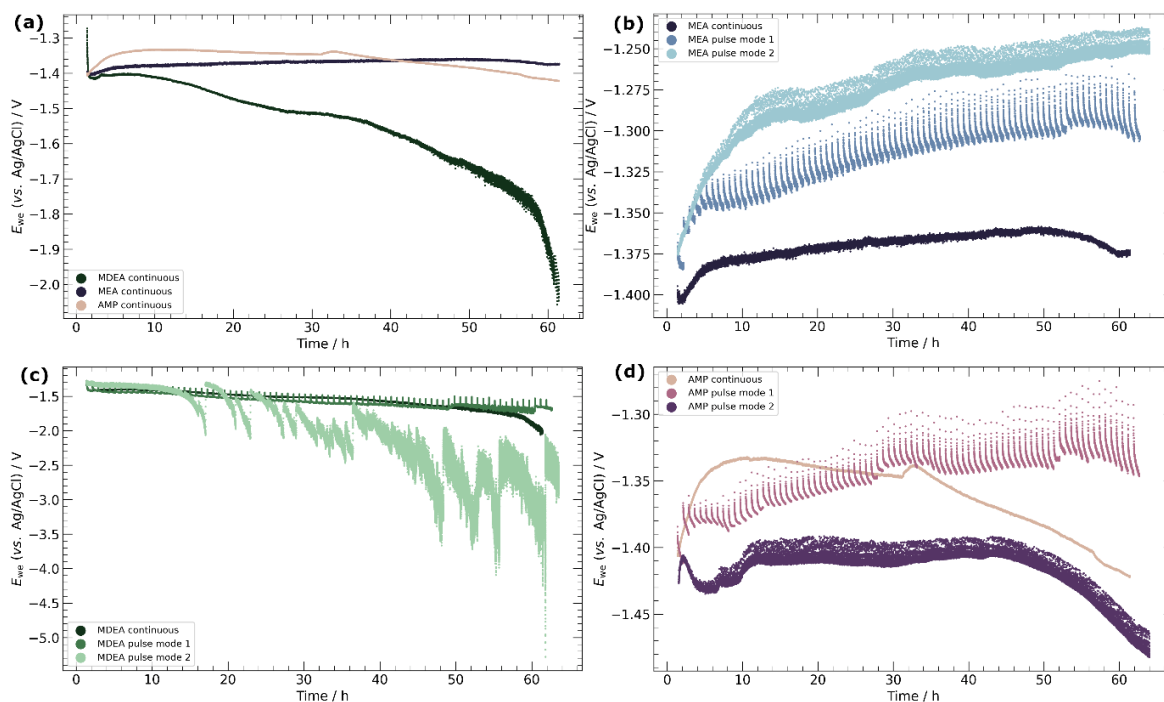 (a)
−1.3
−1.4
−1.5
−1.6
−1.7
−1.8
−1.9
−2.0
Ewe (vs. Ag/AgCl) / V
MDEA continuous
MEA continuous
AMP continuous
0 10 20 30 40 50 60
Time / h
(b)
−1.250
−1.275
−1.300
−1.325
−1.350
−1.375
−1.400
Ewe (vs. Ag/AgCl) / V
MEA continuous
MEA pulse mode 1
MEA pulse mode 2
0 10 20 30 40 50 60
Time / h
(c)
−1.5
−2.0
−2.5
−3.0
−3.5
−4.0
−4.5
−5.0
Ewe (vs. Ag/AgCl) / V
MDEA continuous
MDEA pulse mode 1
MDEA pulse mode 2
0 10 20 30 40 50 60
Time / h
(d)
−1.30
−1.35
−1.40
−1.45
Ewe (vs. Ag/AgCl) / V
AMP continuous
AMP pulse mode 1
AMP pulse mode 2
0 10 20 30 40 50 60
Time / h